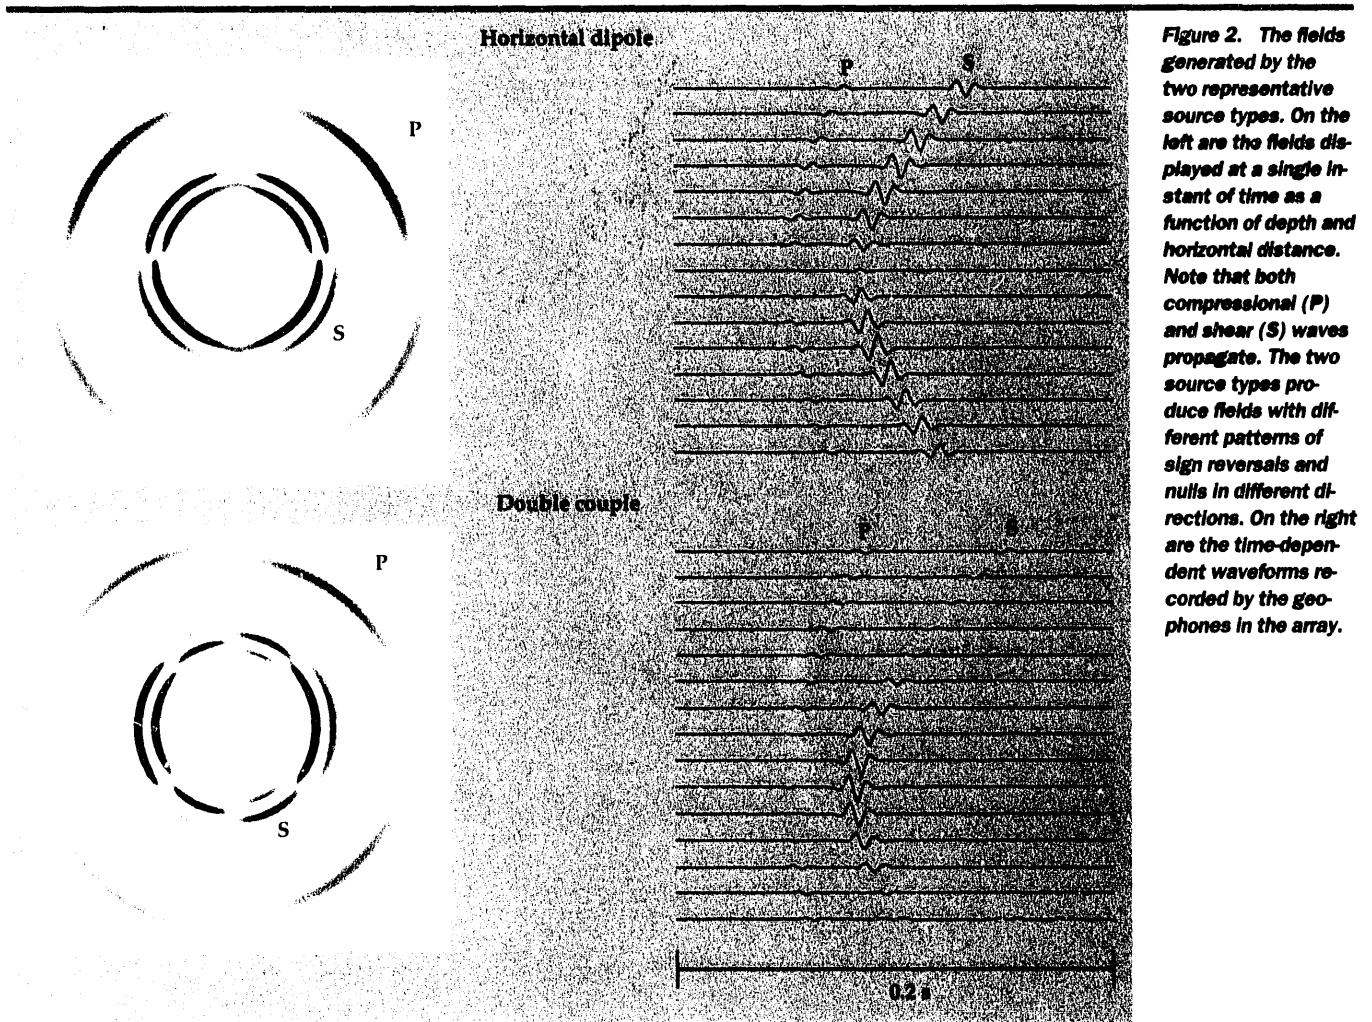 Horizontal dipole
P
S
P
S
Double couple
P
S
P
S
0.2 s
Figure 2. The fields
generated by the
two representative
source types. On the
left are the fields dis-
played at a single in-
stant of time as a
function of depth and
horizontal distance.
Note that both
compressional (P)
and shear (S) waves
propagate. The two
source types pro-
duce fields with dif-
ferent patterns of
sign reversals and
nulls in different di-
rections. On the right
are the time-depen-
dent waveforms re-
corded by the geo-
phones in the array.